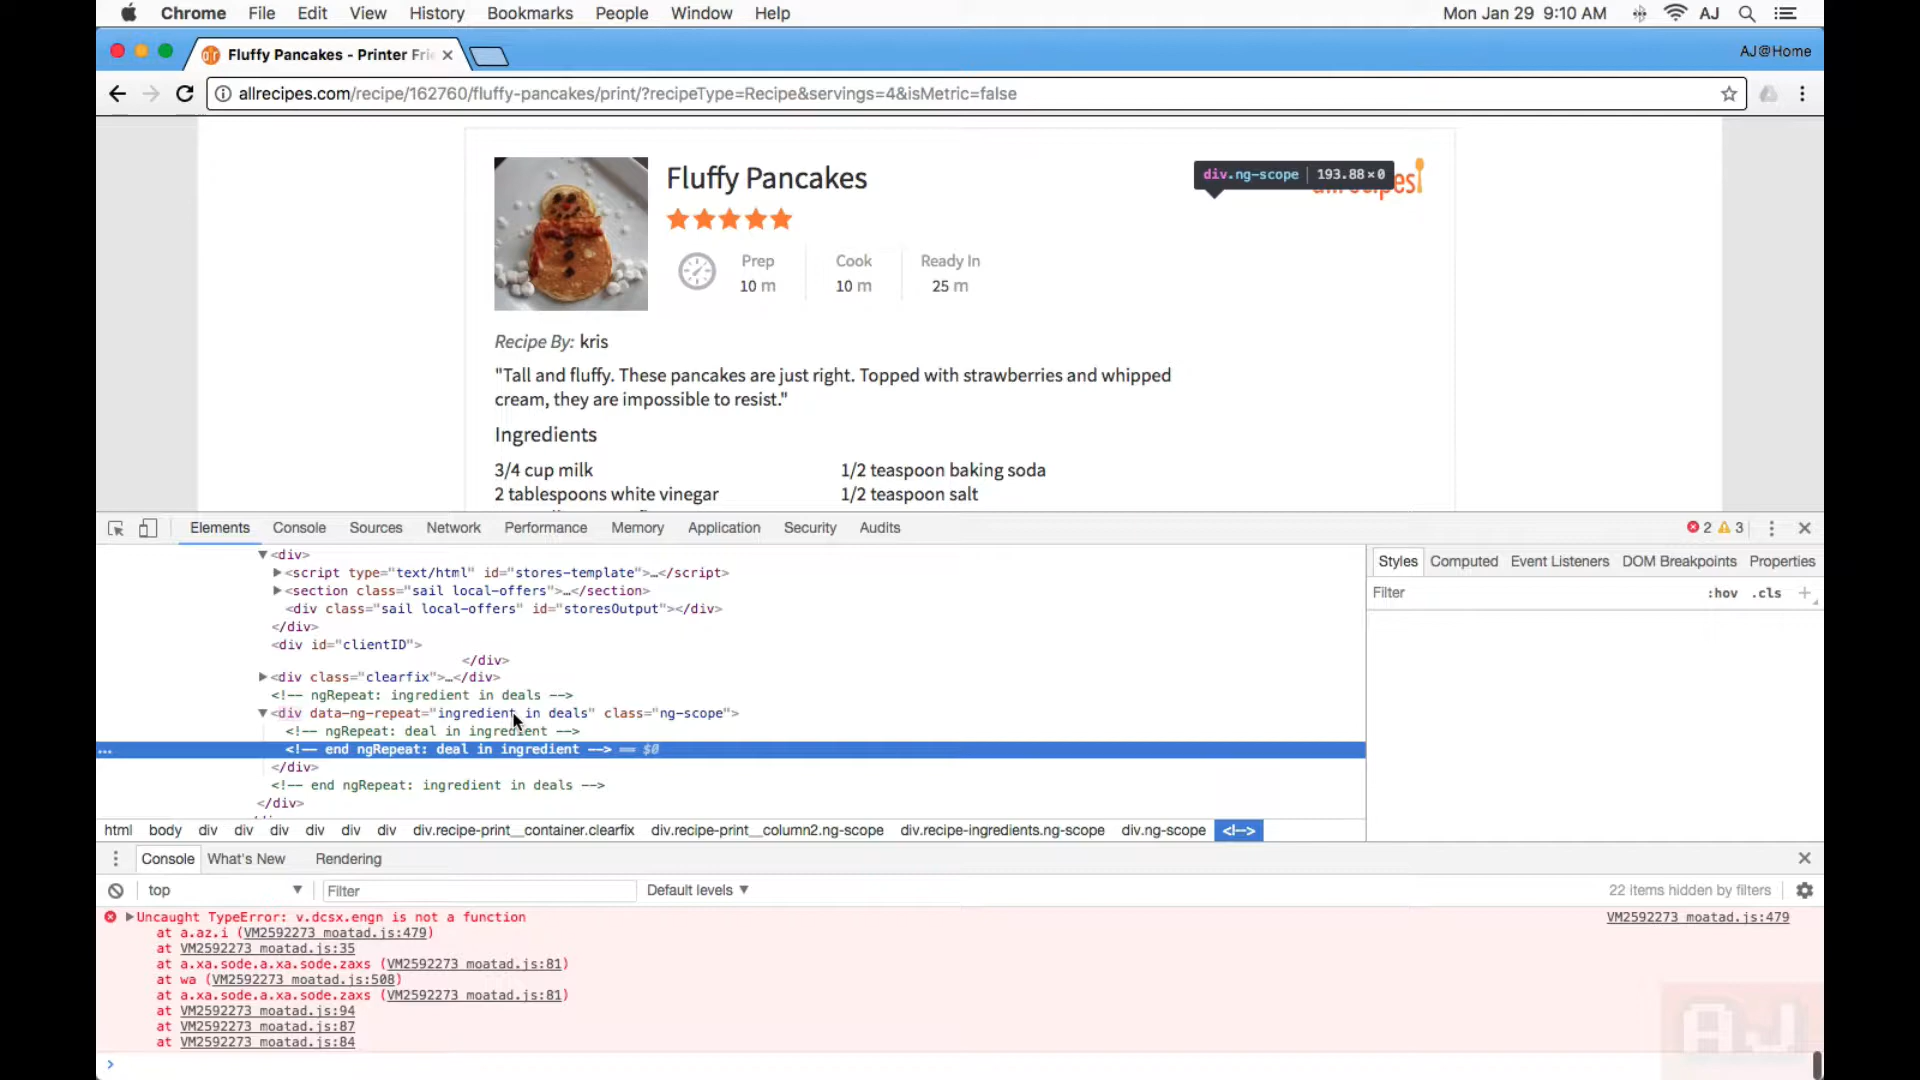 Chrome File Edit View History Bookmarks People Window Help Mon Jan 29 9:10 AM AJ
Fluffy Pancakes - Printer Frie AJ@Home
allrecipes.com/recipe/162760/fluffy-pancakes/print/?recipeType=Recipe&servings=4&isMetric=false
Fluffy Pancakes
div.ng-scope 193.88×0
Prep Cook Ready In
10 m 10 m 25 m
Recipe By: kris
"Tall and fluffy. These pancakes are just right. Topped with strawberries and whipped
cream, they are impossible to resist."
Ingredients
3/4 cup milk 1/2 teaspoon baking soda
2 tablespoons white vinegar 1/2 teaspoon salt
Elements Console Sources Network Performance Memory Application Security Audits 2 3
▼<div>
▶<script type="text/html" id="stores-template">…</script>
▶<section class="sail local-offers">…</section>
<div class="sail local-offers" id="storesOutput"></div>
</div>
<div id="clientID">
</div>
▶<div class="clearfix">…</div>
<!-- ngRepeat: ingredient in deals -->
▼<div data-ng-repeat="ingredient in deals" class="ng-scope">
<!-- ngRepeat: deal in ingredient -->
... <!-- end ngRepeat: deal in ingredient --> == $0
</div>
<!-- end ngRepeat: ingredient in deals -->
</div>
Styles Computed Event Listeners DOM Breakpoints Properties
Filter :hov .cls +
html body div div div div div div div.recipe-print__container.clearfix div.recipe-print__column2.ng-scope div.recipe-ingredients.ng-scope div.ng-scope <!-->
Console What's New Rendering
top ▼ Filter Default levels ▼ 22 items hidden by filters
▶Uncaught TypeError: v.dcsx.engn is not a function VM2592273 moatad.js:479
at a.az.i (VM2592273 moatad.js:479)
at VM2592273 moatad.js:35
at a.xa.sode.a.xa.sode.zaxs (VM2592273 moatad.js:81)
at wa (VM2592273 moatad.js:508)
at a.xa.sode.a.xa.sode.zaxs (VM2592273 moatad.js:81)
at VM2592273 moatad.js:94
at VM2592273 moatad.js:87
at VM2592273 moatad.js:84
>
AJ